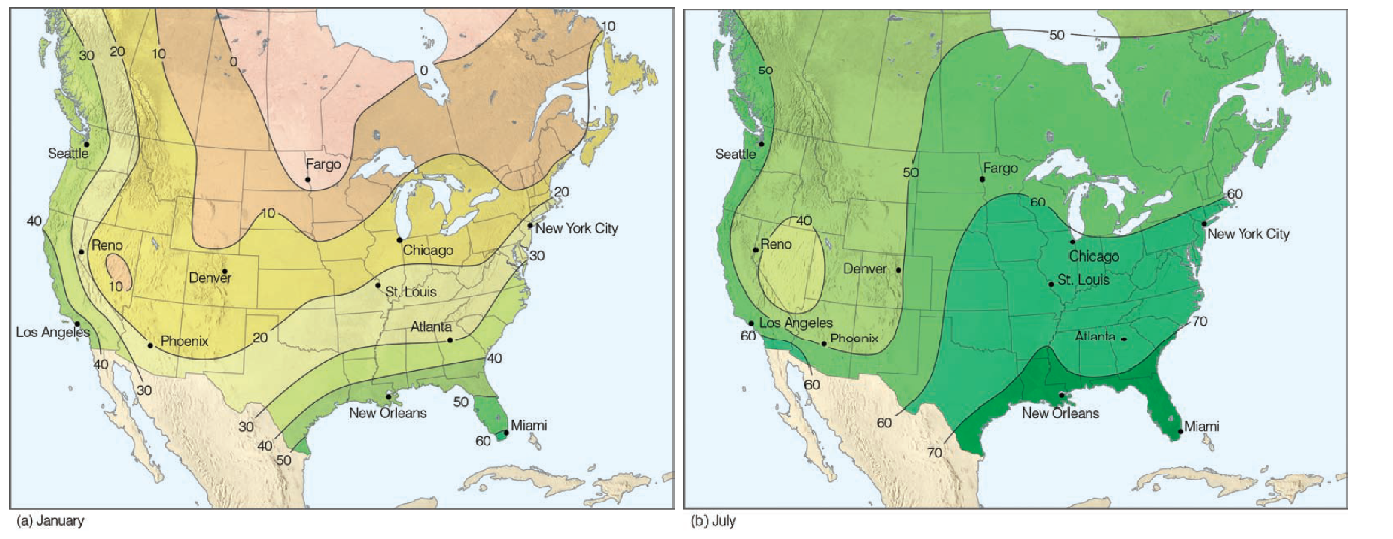 10
30
20
10
0
0
Seattle
Fargo
20
40
10
New York City
Reno
Chicago
30
Denver
10
St. Louis
Los Angeles
Atlanta
Phoenix
20
40
40
30
50
New Orleans
30
Miami
60
40
50
(a) January
50
50
Seattle
Fargo
50
60
60
40
New York City
Reno
Chicago
Denver
St. Louis
Los Angeles
70
60
Phoenix
Atlanta
60
New Orleans
60
Miami
70
(b) July